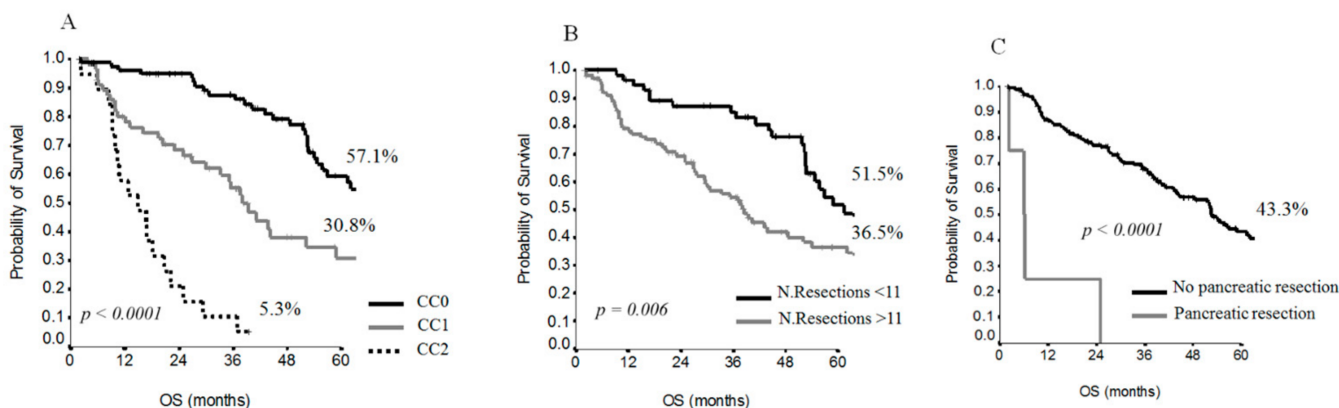 A
Probability of Survival
1.0
0.9
0.8
0.7
0.6
0.5
0.4
0.3
0.2
0.1
0.0
0 12 24 36 48 60
OS (months)
57.1%
30.8%
5.3%
p < 0.0001
CC0
CC1
CC2
B
Probability of Survival
1.0
0.9
0.8
0.7
0.6
0.5
0.4
0.3
0.2
0.1
0.0
0 12 24 36 48 60
OS (months)
51.5%
36.5%
p = 0.006
N.Resections <11
N.Resections >11
C
Probability of Survival
1.0
0.9
0.8
0.7
0.6
0.5
0.4
0.3
0.2
0.1
0.0
0 12 24 36 48 60
OS (months)
43.3%
p < 0.0001
No pancreatic resection
Pancreatic resection